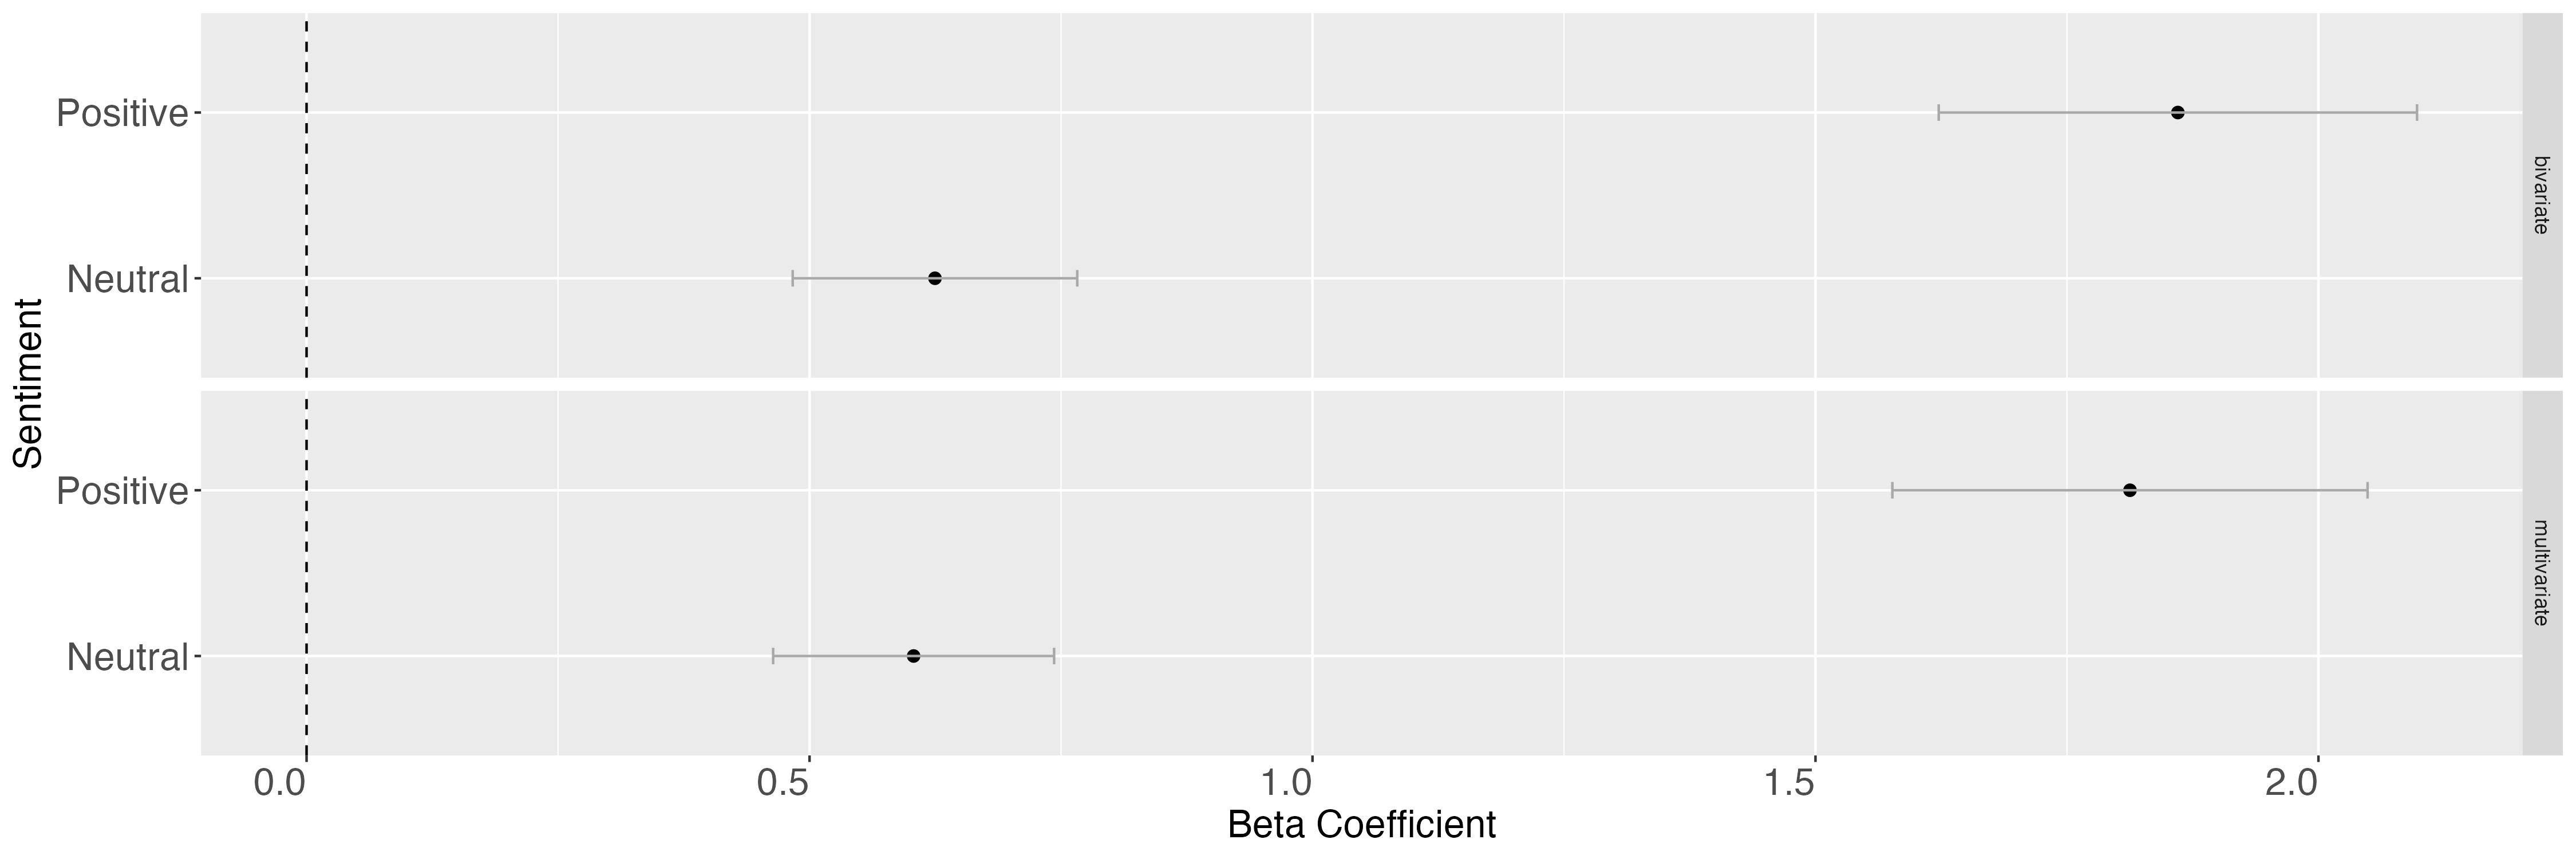 Sentiment
Positive
Neutral
bivariate
Positive
Neutral
multivariate
0.0 0.5 1.0 1.5 2.0
Beta Coefficient